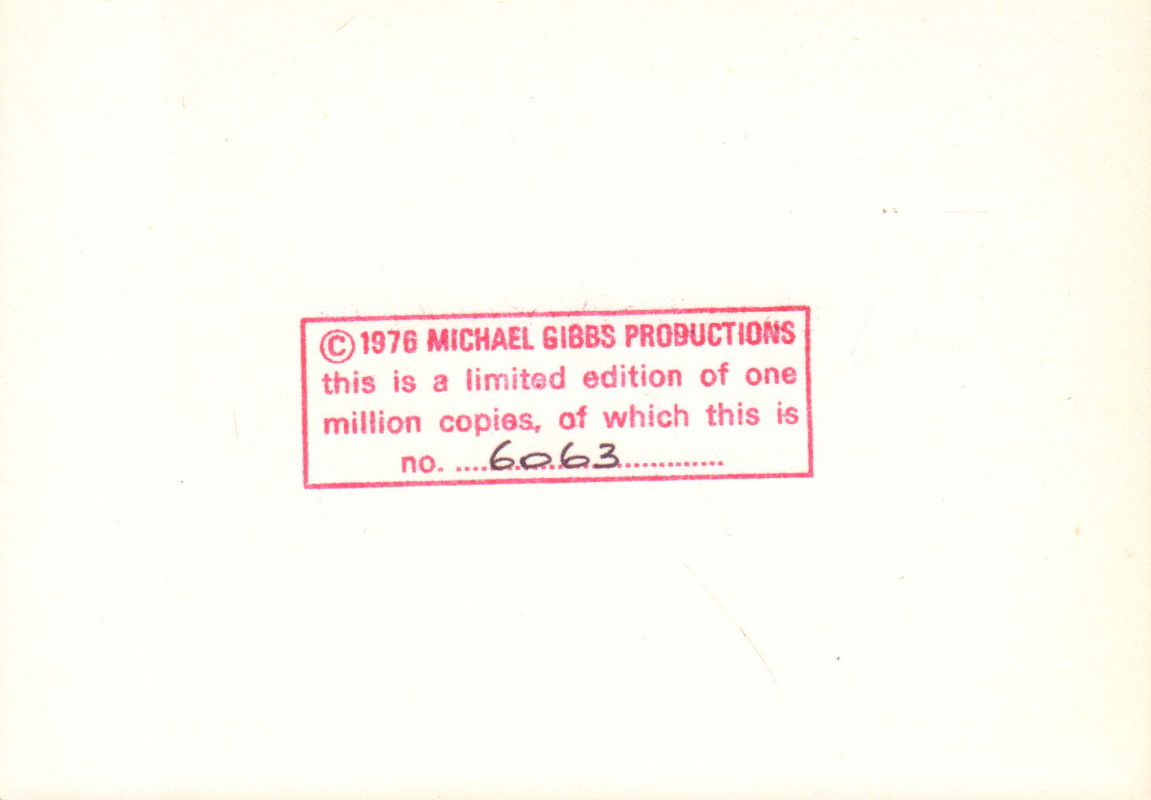 © 1976 MICHAEL GIBBS PRODUCTIONS
this is a limited edition of one
million copies, of which this is
no. ....6063..............